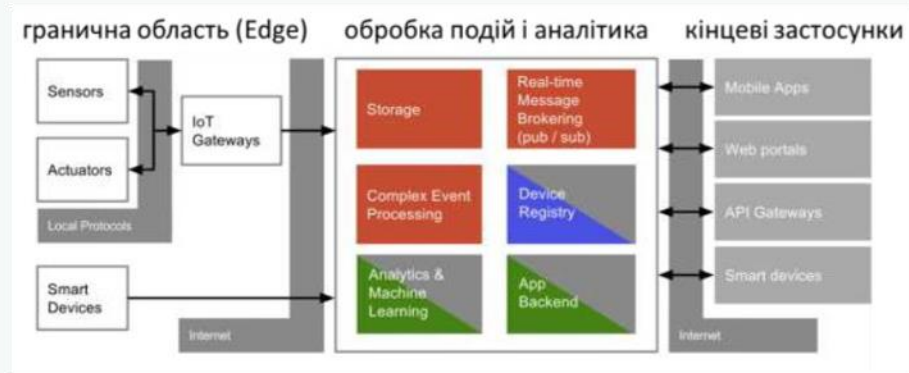 гранична область (Edge)
обробка подій і аналітика
кінцеві застосунки
Sensors
Actuators
Local Protocols
IoT
Gateways
Smart
Devices
Internet
Storage
Real-time
Message
Brokering
(pub / sub)
Complex Event
Processing
Device
Registry
Analytics &
Machine
Learning
App
Backend
Mobile Apps
Web portals
API Gateways
Smart devices
Internet